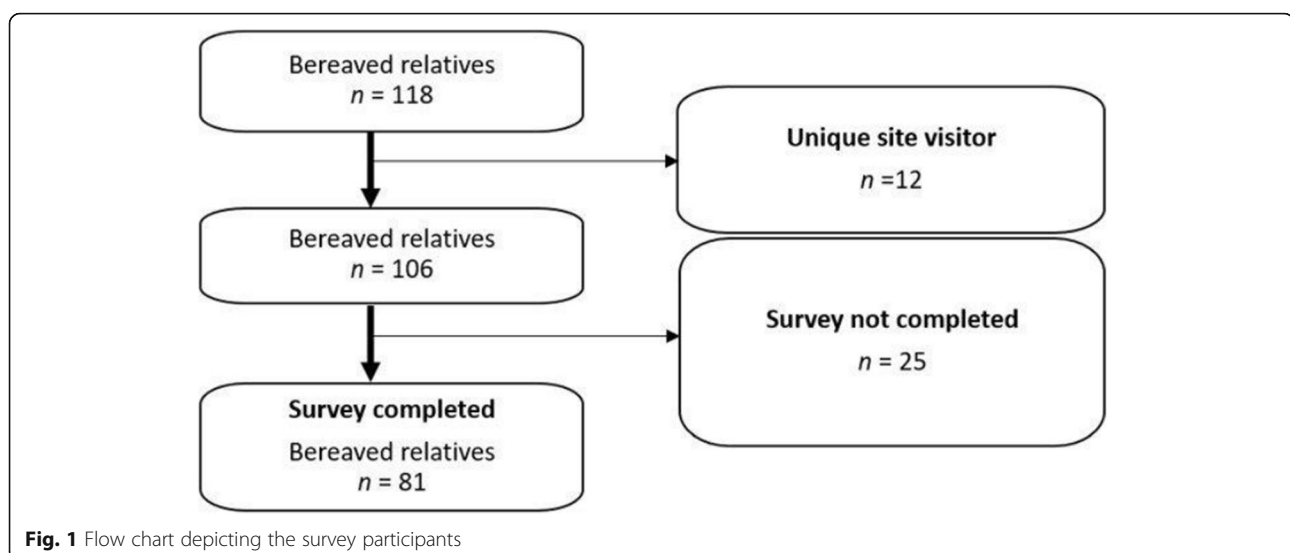 Bereaved relatives
n = 118
Unique site visitor
n =12
Bereaved relatives
n = 106
Survey not completed
n = 25
Survey completed
Bereaved relatives
n = 81
Fig. 1 Flow chart depicting the survey participants